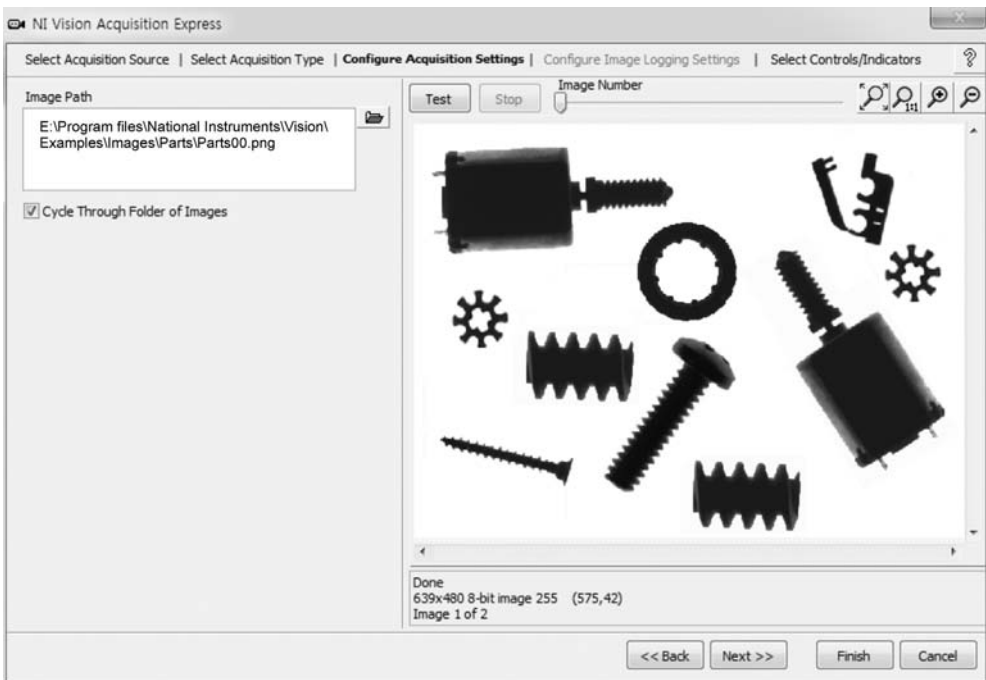 NI Vision Acquisition Express
Select Acquisition Source | Select Acquisition Type | Configure Acquisition Settings | Configure Image Logging Settings | Select Controls/Indicators
Image Path
E:\Program files\National Instruments\Vision\
Examples\Images\Parts\Parts00.png
Cycle Through Folder of Images
Test Stop Image Number
1:1
Done
639x480 8-bit image 255 (575,42)
Image 1 of 2
<< Back Next >> Finish Cancel